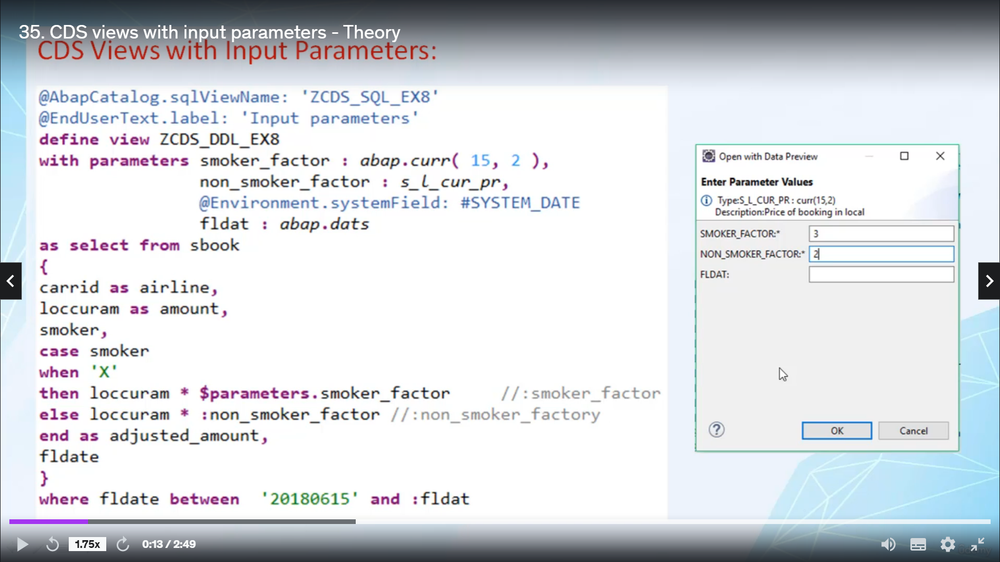 35. CDS views with input parameters - Theory
CDS Views with Input Parameters:
@AbapCatalog.sqlViewName: 'ZCDS_SQL_EX8'
@EndUserText.label: 'Input parameters'
define view ZCDS_DDL_EX8
with parameters smoker_factor : abap.curr( 15, 2 ),
non_smoker_factor : s_l_cur_pr,
@Environment.systemField: #SYSTEM_DATE
fldat : abap.dats
as select from sbook
{
carrid as airline,
loccuram as amount,
smoker,
case smoker
when 'X'
then loccuram * $parameters.smoker_factor //:smoker_factor
else loccuram * :non_smoker_factor //:non_smoker_factory
end as adjusted_amount,
fldate
}
where fldate between '20180615' and :fldat
Open with Data Preview
Enter Parameter Values
Type:S_L_CUR_PR : curr(15,2)
Description:Price of booking in local
SMOKER_FACTOR:* 3
NON_SMOKER_FACTOR:* 2
FLDAT:
? OK Cancel
1.75x 0:13 / 2:49